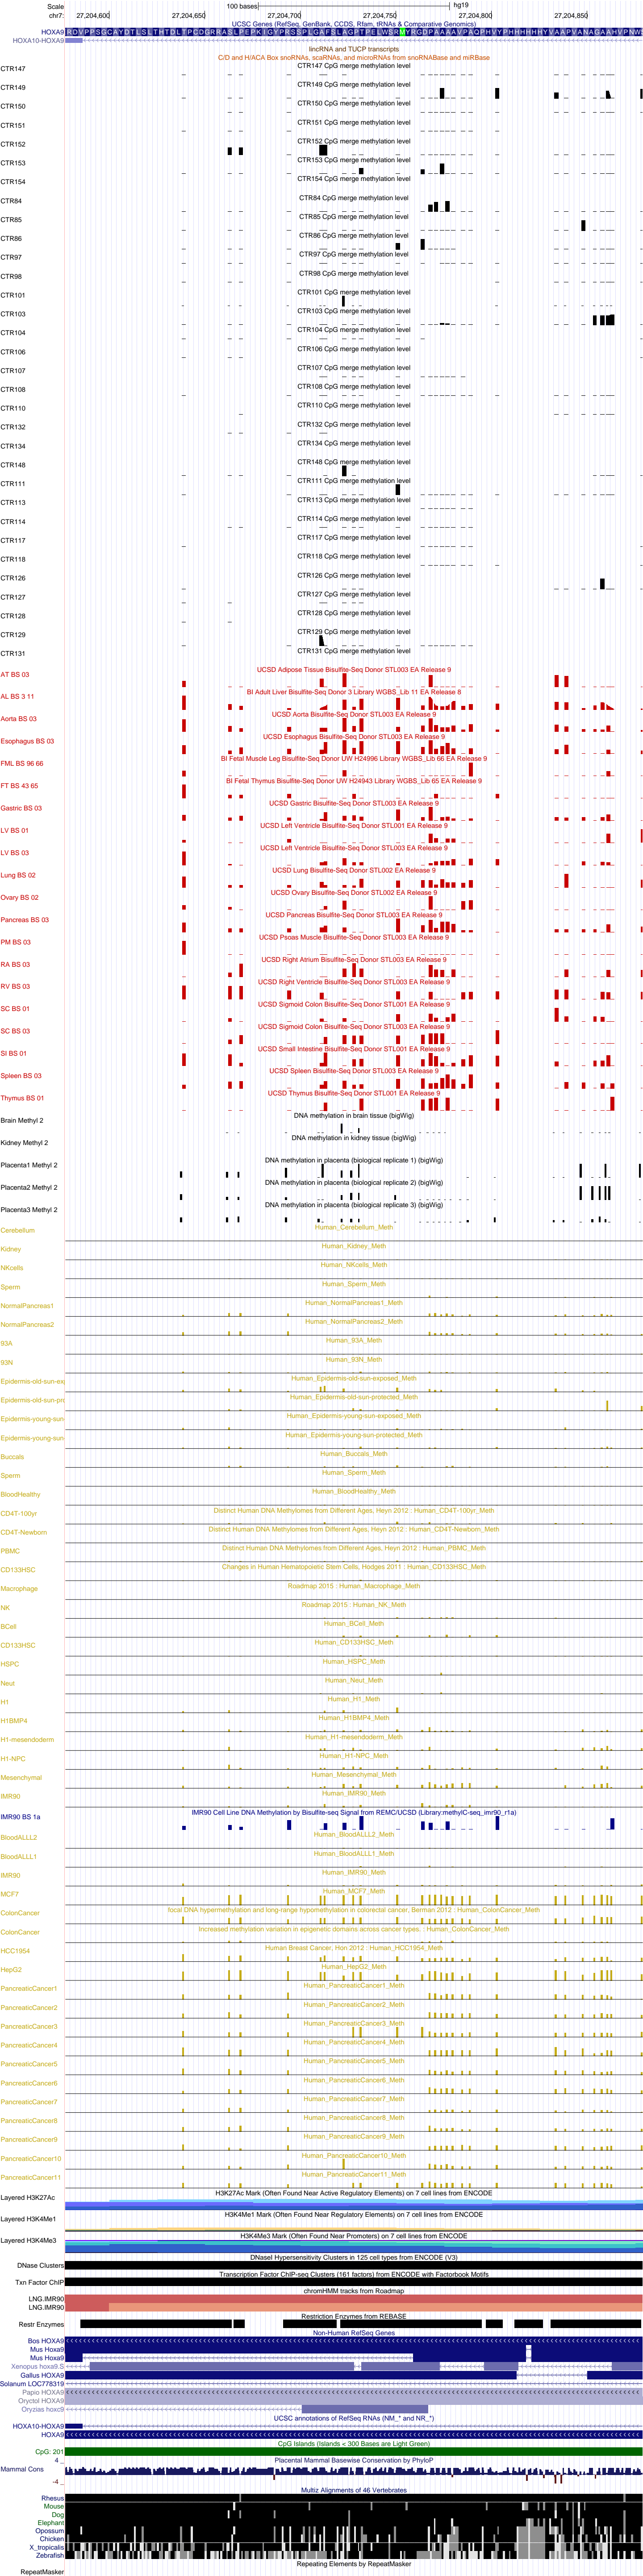 Scale 100 bases hg19
chr7: 27,204,600 27,204,650 27,204,700 27,204,750 27,204,800 27,204,850
UCSC Genes (RefSeq, GenBank, CCDS, Rfam, tRNAs & Comparative Genomics)
HOXA9
HOXA10-HOXA9
lincRNA and TUCP transcripts
C/D and H/ACA Box snoRNAs, scaRNAs, and microRNAs from snoRNABase and miRBase
CTR147 CpG merge methylation level
CTR147
CTR149 CpG merge methylation level
CTR149
CTR150 CpG merge methylation level
CTR150
CTR151 CpG merge methylation level
CTR151
CTR152 CpG merge methylation level
CTR152
CTR153 CpG merge methylation level
CTR153
CTR154 CpG merge methylation level
CTR154
CTR84 CpG merge methylation level
CTR84
CTR85 CpG merge methylation level
CTR85
CTR86 CpG merge methylation level
CTR86
CTR97 CpG merge methylation level
CTR97
CTR98 CpG merge methylation level
CTR98
CTR101 CpG merge methylation level
CTR101
CTR103 CpG merge methylation level
CTR103
CTR104 CpG merge methylation level
CTR104
CTR106 CpG merge methylation level
CTR106
CTR107 CpG merge methylation level
CTR107
CTR108 CpG merge methylation level
CTR108
CTR110 CpG merge methylation level
CTR110
CTR132 CpG merge methylation level
CTR132
CTR134 CpG merge methylation level
CTR134
CTR148 CpG merge methylation level
CTR148
CTR111 CpG merge methylation level
CTR111
CTR113 CpG merge methylation level
CTR113
CTR114 CpG merge methylation level
CTR114
CTR117 CpG merge methylation level
CTR117
CTR118 CpG merge methylation level
CTR118
CTR126 CpG merge methylation level
CTR126
CTR127 CpG merge methylation level
CTR127
CTR128 CpG merge methylation level
CTR128
CTR129 CpG merge methylation level
CTR129
CTR131 CpG merge methylation level
CTR131
UCSD Adipose Tissue Bisulfite-Seq Donor STL003 EA Release 9
AT BS 03
BI Adult Liver Bisulfite-Seq Donor 3 Library WGBS_Lib 11 EA Release 8
AL BS 3 11
UCSD Aorta Bisulfite-Seq Donor STL003 EA Release 9
Aorta BS 03
UCSD Esophagus Bisulfite-Seq Donor STL003 EA Release 9
Esophagus BS 03
BI Fetal Muscle Leg Bisulfite-Seq Donor UW H24996 Library WGBS_Lib 66 EA Release 9
FML BS 96 66
BI Fetal Thymus Bisulfite-Seq Donor UW H24943 Library WGBS_Lib 65 EA Release 9
FT BS 43 65
UCSD Gastric Bisulfite-Seq Donor STL003 EA Release 9
Gastric BS 03
UCSD Left Ventricle Bisulfite-Seq Donor STL001 EA Release 9
LV BS 01
UCSD Left Ventricle Bisulfite-Seq Donor STL003 EA Release 9
LV BS 03
UCSD Lung Bisulfite-Seq Donor STL002 EA Release 9
Lung BS 02
UCSD Ovary Bisulfite-Seq Donor STL002 EA Release 9
Ovary BS 02
UCSD Pancreas Bisulfite-Seq Donor STL003 EA Release 9
Pancreas BS 03
UCSD Psoas Muscle Bisulfite-Seq Donor STL003 EA Release 9
PM BS 03
UCSD Right Atrium Bisulfite-Seq Donor STL003 EA Release 9
RA BS 03
UCSD Right Ventricle Bisulfite-Seq Donor STL003 EA Release 9
RV BS 03
UCSD Sigmoid Colon Bisulfite-Seq Donor STL001 EA Release 9
SC BS 01
UCSD Sigmoid Colon Bisulfite-Seq Donor STL003 EA Release 9
SC BS 03
UCSD Small Intestine Bisulfite-Seq Donor STL001 EA Release 9
SI BS 01
UCSD Spleen Bisulfite-Seq Donor STL003 EA Release 9
Spleen BS 03
UCSD Thymus Bisulfite-Seq Donor STL001 EA Release 9
Thymus BS 01
DNA methylation in brain tissue (bigWig)
Brain Methyl 2
DNA methylation in kidney tissue (bigWig)
Kidney Methyl 2
DNA methylation in placenta (biological replicate 1) (bigWig)
Placenta1 Methyl 2
DNA methylation in placenta (biological replicate 2) (bigWig)
Placenta2 Methyl 2
DNA methylation in placenta (biological replicate 3) (bigWig)
Placenta3 Methyl 2
Human_Cerebellum_Meth
Cerebellum
Human_Kidney_Meth
Kidney
Human_NKcells_Meth
NKcells
Human_Sperm_Meth
Sperm
Human_NormalPancreas1_Meth
NormalPancreas1
Human_NormalPancreas2_Meth
NormalPancreas2
Human_93A_Meth
93A
Human_93N_Meth
93N
Human_Epidermis-old-sun-exposed_Meth
Epidermis-old-sun-ex
Human_Epidermis-old-sun-protected_Meth
Epidermis-old-sun-pro
Human_Epidermis-young-sun-exposed_Meth
Epidermis-young-sun
Human_Epidermis-young-sun-protected_Meth
Epidermis-young-sun
Human_Buccals_Meth
Buccals
Human_Sperm_Meth
Sperm
Human_BloodHealthy_Meth
BloodHealthy
Distinct Human DNA Methylomes from Different Ages, Heyn 2012 : Human_CD4T-100yr_Meth
CD4T-100yr
Distinct Human DNA Methylomes from Different Ages, Heyn 2012 : Human_CD4T-Newborn_Meth
CD4T-Newborn
Distinct Human DNA Methylomes from Different Ages, Heyn 2012 : Human_PBMC_Meth
PBMC
Changes in Human Hematopoietic Stem Cells, Hodges 2011 : Human_CD133HSC_Meth
CD133HSC
Roadmap 2015 : Human_Macrophage_Meth
Macrophage
Roadmap 2015 : Human_NK_Meth
NK
Human_BCell_Meth
BCell
Human_CD133HSC_Meth
CD133HSC
Human_HSPC_Meth
HSPC
Human_Neut_Meth
Neut
Human_H1_Meth
H1
Human_H1BMP4_Meth
H1BMP4
Human_H1-mesendoderm_Meth
H1-mesendoderm
Human_H1-NPC_Meth
H1-NPC
Human_Mesenchymal_Meth
Mesenchymal
Human_IMR90_Meth
IMR90
IMR90 Cell Line DNA Methylation by Bisulfite-seq Signal from REMC/UCSD (Library:methylC-seq_imr90_r1a)
IMR90 BS 1a
Human_BloodALLL2_Meth
BloodALLL2
Human_BloodALLL1_Meth
BloodALLL1
Human_IMR90_Meth
IMR90
Human_MCF7_Meth
MCF7
focal DNA hypermethylation and long-range hypomethylation in colorectal cancer, Berman 2012 : Human_ColonCancer_Meth
ColonCancer
Increased methylation variation in epigenetic domains across cancer types. : Human_ColonCancer_Meth
ColonCancer
Human Breast Cancer, Hon 2012 : Human_HCC1954_Meth
HCC1954
Human_HepG2_Meth
HepG2
Human_PancreaticCancer1_Meth
PancreaticCancer1
Human_PancreaticCancer2_Meth
PancreaticCancer2
Human_PancreaticCancer3_Meth
PancreaticCancer3
Human_PancreaticCancer4_Meth
PancreaticCancer4
Human_PancreaticCancer5_Meth
PancreaticCancer5
Human_PancreaticCancer6_Meth
PancreaticCancer6
Human_PancreaticCancer7_Meth
PancreaticCancer7
Human_PancreaticCancer8_Meth
PancreaticCancer8
Human_PancreaticCancer9_Meth
PancreaticCancer9
Human_PancreaticCancer10_Meth
PancreaticCancer10
Human_PancreaticCancer11_Meth
PancreaticCancer11
H3K27Ac Mark (Often Found Near Active Regulatory Elements) on 7 cell lines from ENCODE
Layered H3K27Ac
H3K4Me1 Mark (Often Found Near Regulatory Elements) on 7 cell lines from ENCODE
Layered H3K4Me1
H3K4Me3 Mark (Often Found Near Promoters) on 7 cell lines from ENCODE
Layered H3K4Me3
DNaseI Hypersensitivity Clusters in 125 cell types from ENCODE (V3)
DNase Clusters
Transcription Factor ChIP-seq Clusters (161 factors) from ENCODE with Factorbook Motifs
Txn Factor ChIP
chromHMM tracks from Roadmap
LNG.IMR90
LNG.IMR90
Restriction Enzymes from REBASE
Restr Enzymes
Non-Human RefSeq Genes
Bos HOXA9
Mus Hoxa9
Mus Hoxa9
Xenopus hoxa9.S
Gallus HOXA9
Solanum LOC778319
Papio HOXA9
Oryctol HOXA9
Oryzias hoxc9
UCSC annotations of RefSeq RNAs (NM_* and NR_*)
HOXA10-HOXA9
HOXA9
CpG Islands (Islands < 300 Bases are Light Green)
CpG: 201
4 _ Placental Mammal Basewise Conservation by PhyloP
Mammal Cons
-4 _
Multiz Alignments of 46 Vertebrates
Rhesus
Mouse
Dog
Elephant
Opossum
Chicken
X_tropicalis
Zebrafish
Repeating Elements by RepeatMasker
RepeatMasker